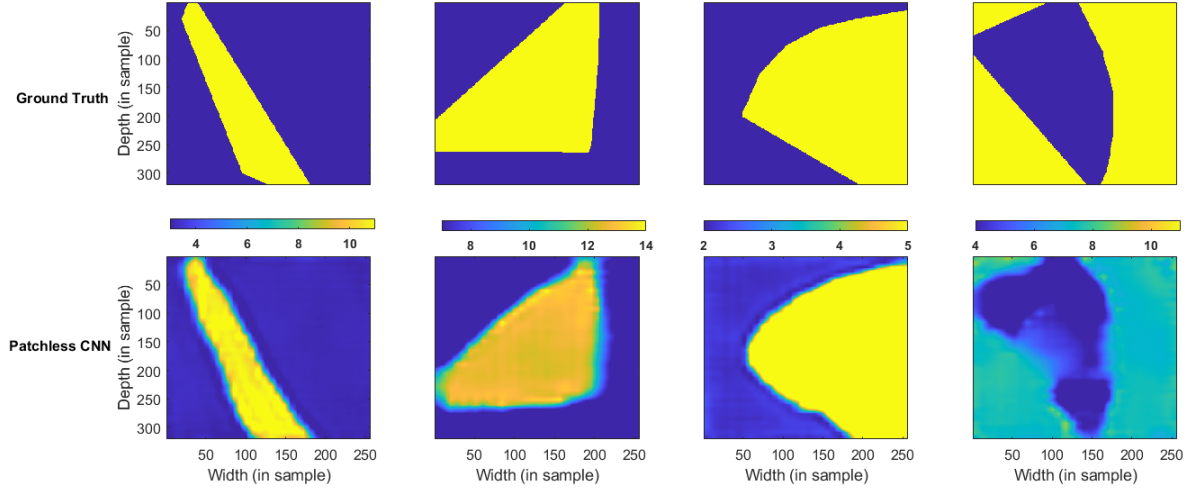 50
100
150
200
250
300
Depth (in sample)
Ground Truth
4 6 8 10
8 10 12 14
2 3 4 5
4 6 8 10
50
100
150
200
250
300
Depth (in sample)
Patchless CNN
50 100 150 200 250
50 100 150 200 250
50 100 150 200 250
50 100 150 200 250
Width (in sample)
Width (in sample)
Width (in sample)
Width (in sample)